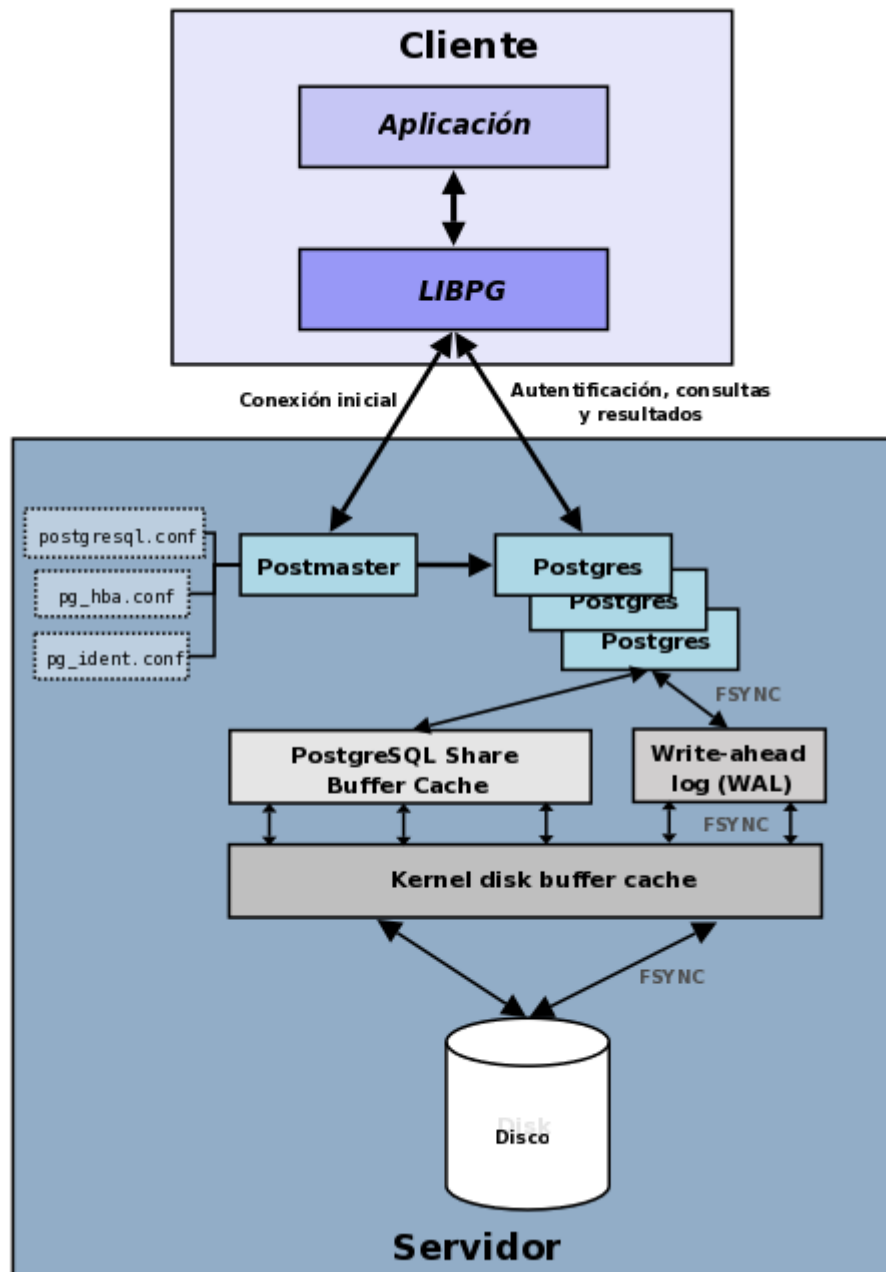 Cliente
Aplicación
LIBPG
Conexión inicial
Autentificación, consultas
y resultados
postgresql.conf
pg_hba.conf
pg_ident.conf
Postmaster
Postgres
Postgres
Postgres
FSYNC
PostgreSQL Share
Buffer Cache
Write-ahead
log (WAL)
FSYNC
Kernel disk buffer cache
FSYNC
Disk
Disco
Servidor